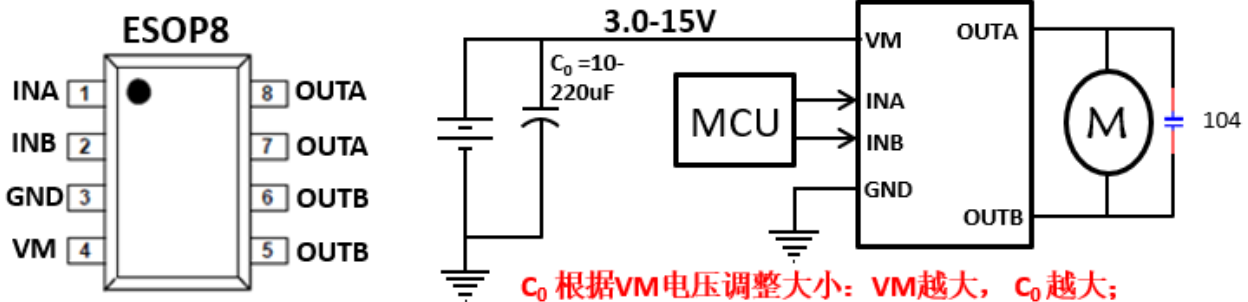 ESOP8
INA 1
8 OUTA
INB 2
7 OUTA
GND 3
6 OUTB
VM 4
5 OUTB
3.0-15V
C₀ =10-
220uF
MCU
VM
INA
INB
GND
OUTA
OUTB
M
104
C₀ 根据VM电压调整大小：VM越大， C₀ 越大；